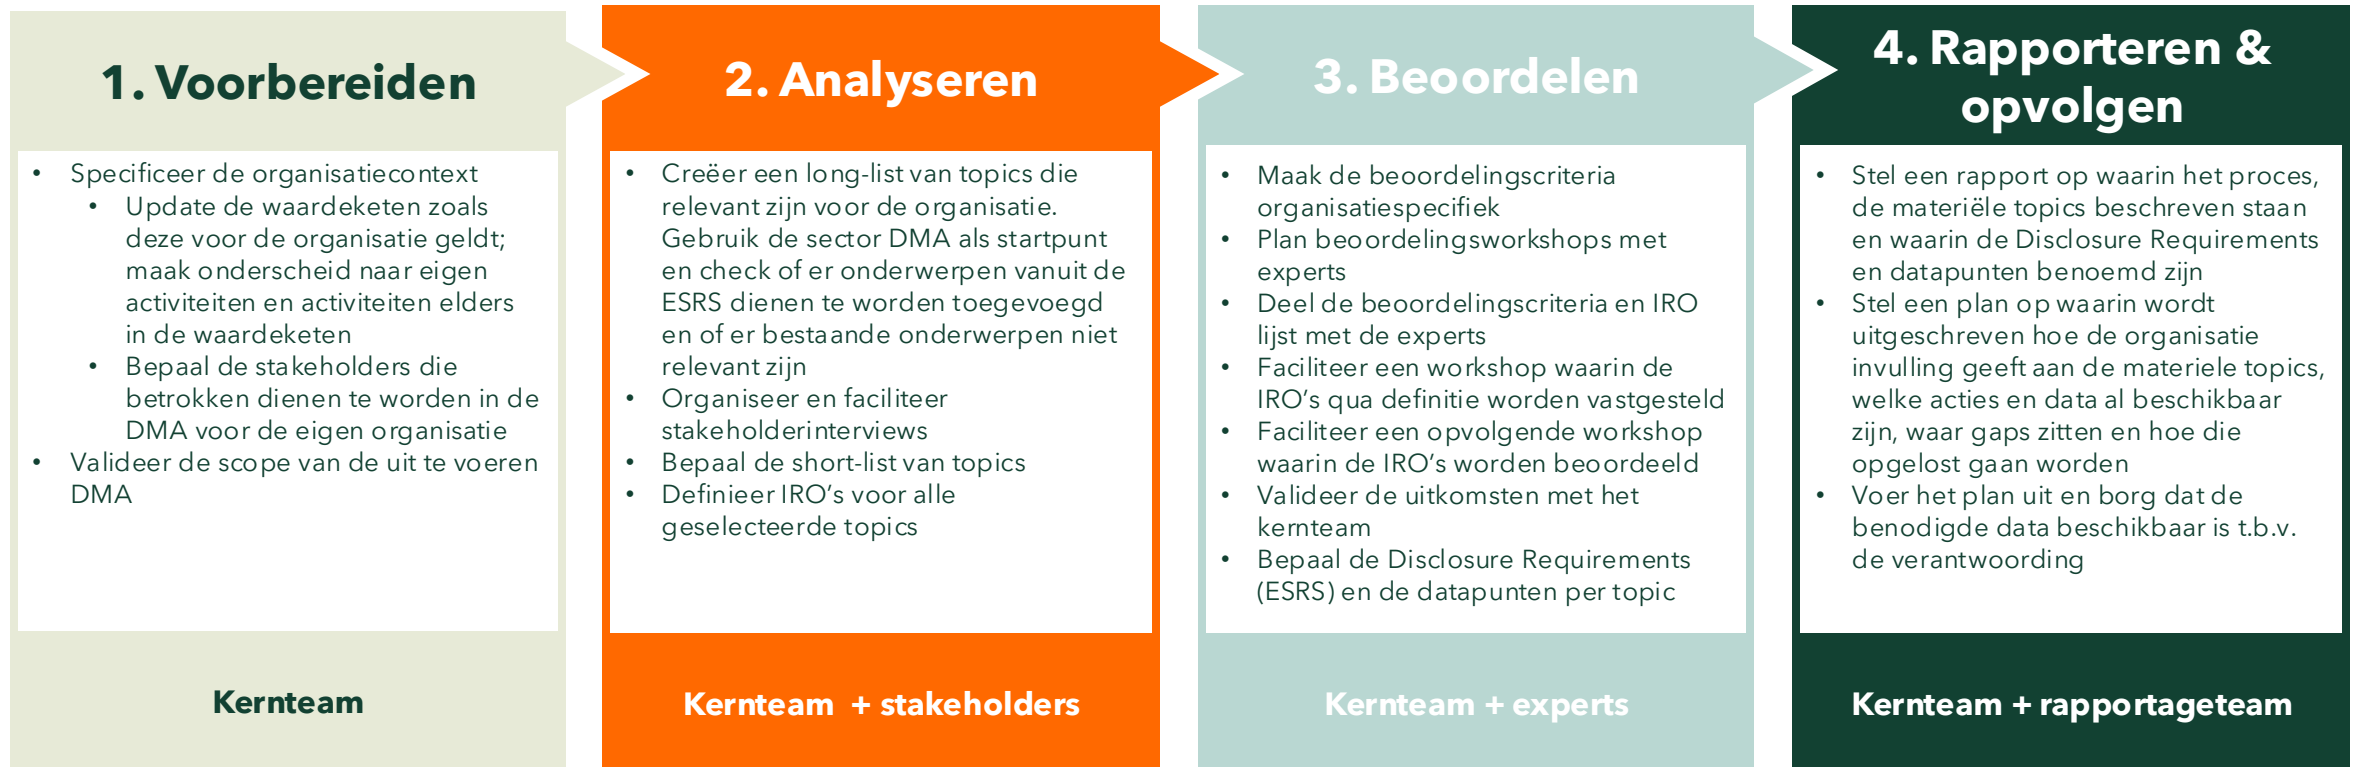 1. Voorbereiden
• Specificeer de organisatiecontext
• Update de waardeketen zoals
deze voor de organisatie geldt;
maak onderscheid naar eigen
activiteiten en activiteiten elders
in de waardeketen
• Bepaal de stakeholders die
betrokken dienen te worden in de
DMA voor de eigen organisatie
• Valideer de scope van de uit te voeren
DMA
Kernteam
2. Analyseren
• Creëer een long-list van topics die
relevant zijn voor de organisatie.
Gebruik de sector DMA als startpunt
en check of er onderwerpen vanuit de
ESRS dienen te worden toegevoegd
en of er bestaande onderwerpen niet
relevant zijn
• Organiseer en faciliteer
stakeholderinterviews
• Bepaal de short-list van topics
• Definieer IRO’s voor alle
geselecteerde topics
Kernteam + stakeholders
3. Beoordelen
• Maak de beoordelingscriteria
organisatiespecifiek
• Plan beoordelingsworkshops met
experts
• Deel de beoordelingscriteria en IRO
lijst met de experts
• Faciliteer een workshop waarin de
IRO’s qua definitie worden vastgesteld
• Faciliteer een opvolgende workshop
waarin de IRO’s worden beoordeeld
• Valideer de uitkomsten met het
kernteam
• Bepaal de Disclosure Requirements
(ESRS) en de datapunten per topic
Kernteam + experts
4. Rapporteren &
opvolgen
• Stel een rapport op waarin het proces,
de materiële topics beschreven staan
en waarin de Disclosure Requirements
en datapunten benoemd zijn
• Stel een plan op waarin wordt
uitgeschreven hoe de organisatie
invulling geeft aan de materiele topics,
welke acties en data al beschikbaar
zijn, waar gaps zitten en hoe die
opgelost gaan worden
• Voer het plan uit en borg dat de
benodigde data beschikbaar is t.b.v.
de verantwoording
Kernteam + rapportageteam